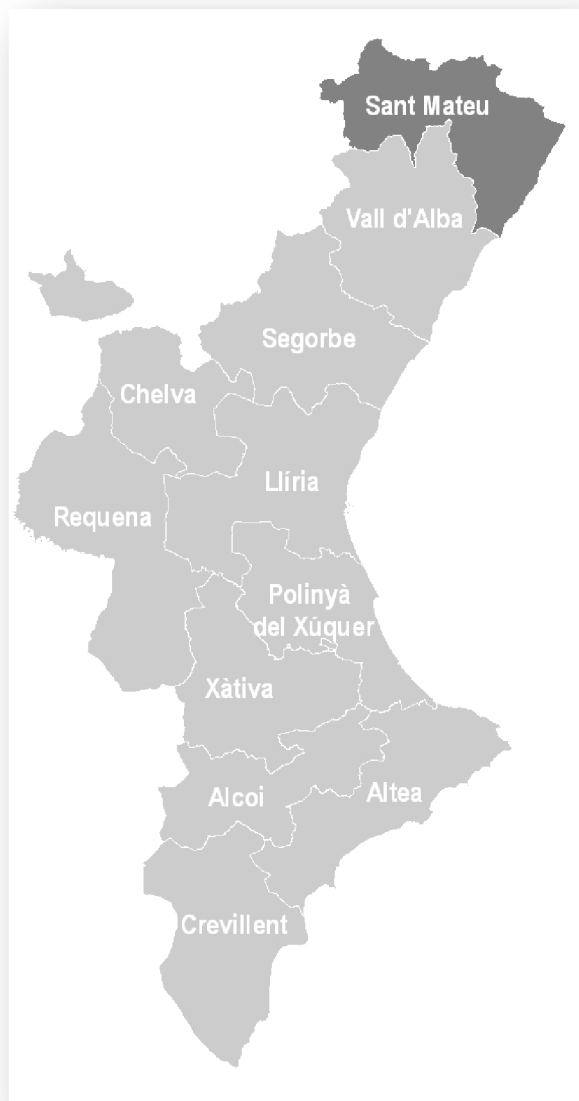 Sant Mateu
Vall d'Alba
Segorbe
Chelva
Llíria
Requena
Polinyà
del Xúquer
Xàtiva
Alcoi
Altea
Crevillent